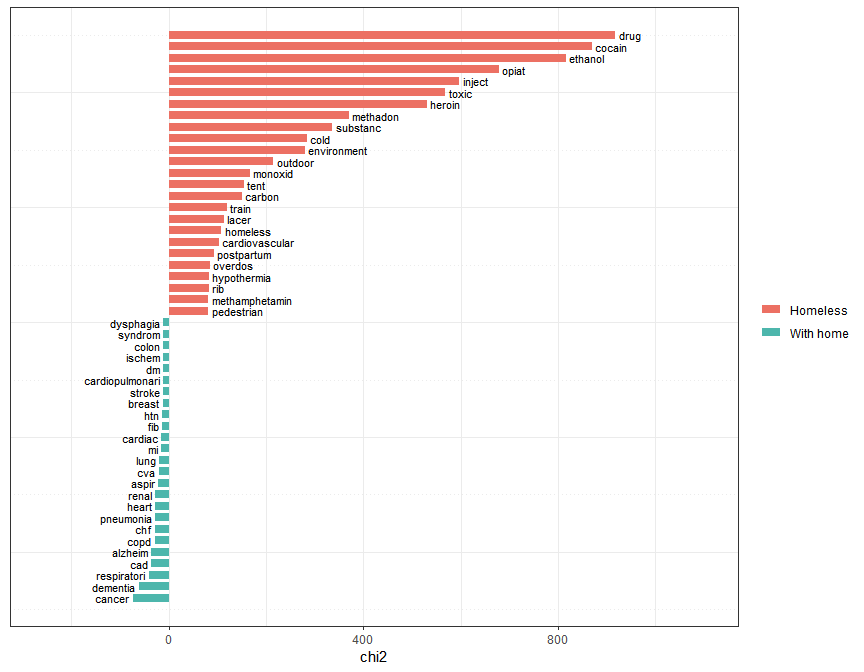 drug
cocain
ethanol
opiat
inject
toxic
heroin
methadon
substanc
cold
environment
outdoor
monoxid
tent
carbon
train
lacer
homeless
cardiovascular
postpartum
overdos
hypothermia
rib
methamphetamin
pedestrian
dysphagia
syndrom
colon
ischem
dm
cardiopulmonari
stroke
breast
htn
fib
cardiac
mi
lung
cva
aspir
renal
heart
pneumonia
chf
copd
alzheim
cad
respiratori
dementia
cancer
0 400 800
chi2
Homeless
With home